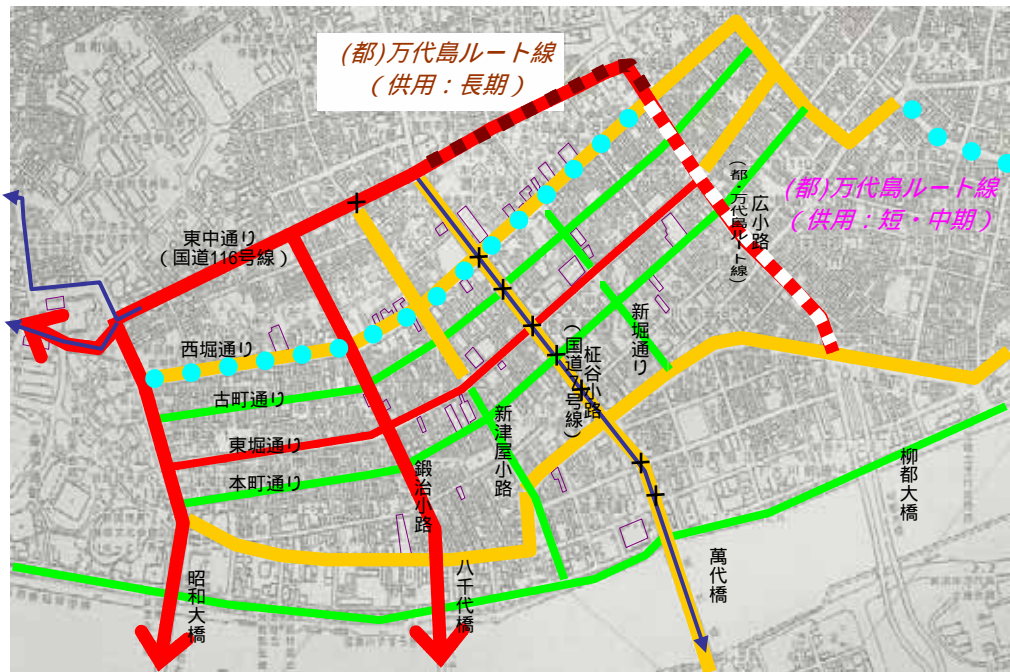 (都)万代島ルート線
（供用：長期）
(都)万代島ルート線
（供用：短・中期）
広小路
(都・万代島ルート線)
東中通り
（国道116号線）
西堀通り
古町通り
東堀通り
本町通り
鍛冶小路
新津屋小路
柾谷小路
(国道7号線)
新堀通り
昭和大橋
八千代橋
萬代橋
柳都大橋